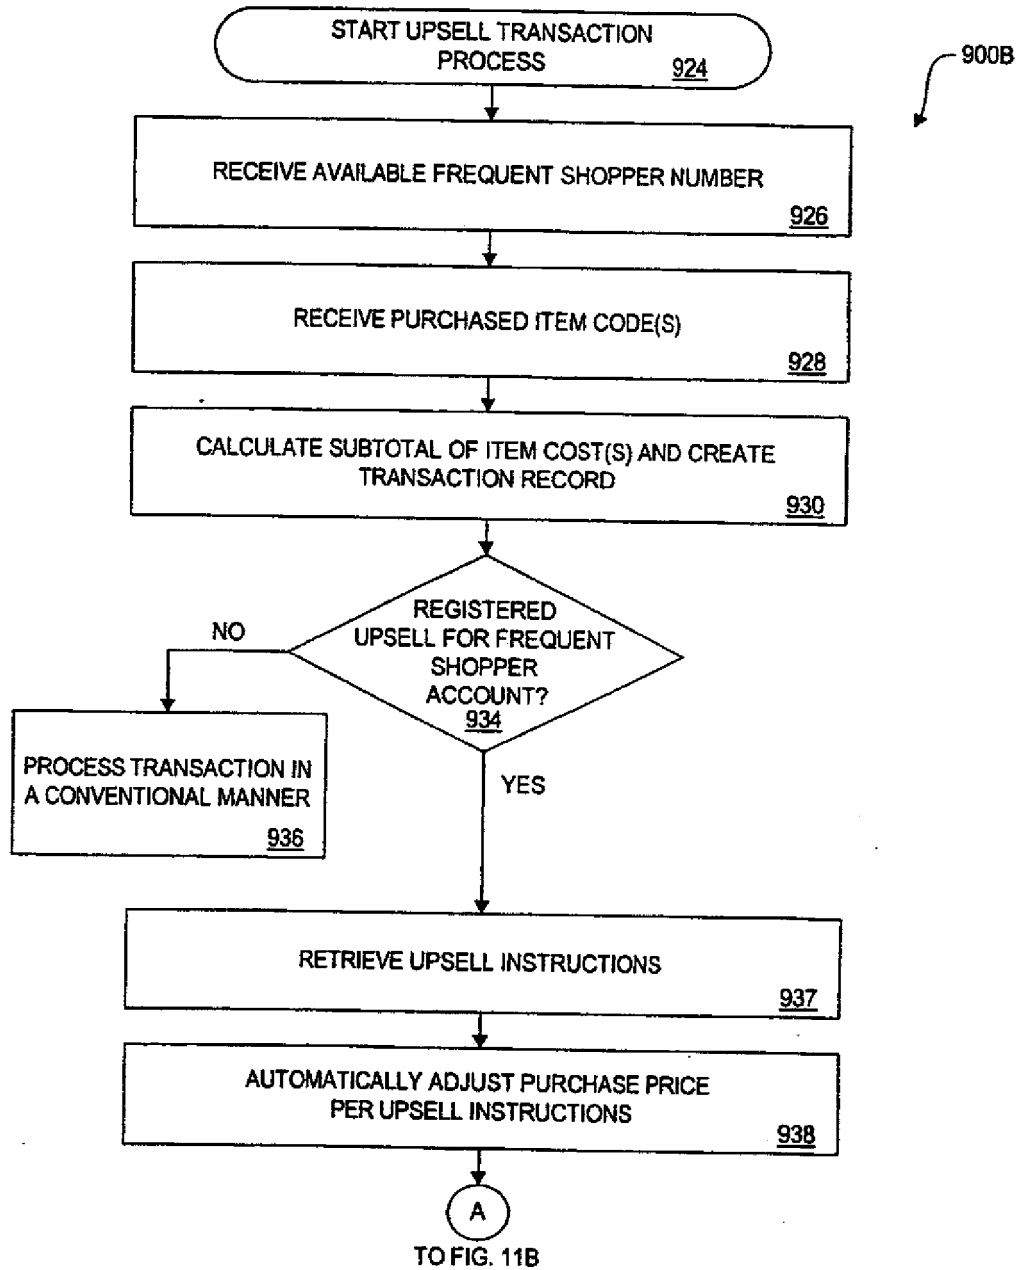 START UPSELL TRANSACTION
PROCESS
924
900B
RECEIVE AVAILABLE FREQUENT SHOPPER NUMBER
926
RECEIVE PURCHASED ITEM CODE(S)
928
CALCULATE SUBTOTAL OF ITEM COST(S) AND CREATE
TRANSACTION RECORD
930
REGISTERED
UPSELL FOR FREQUENT
SHOPPER
ACCOUNT?
934
NO
PROCESS TRANSACTION IN
A CONVENTIONAL MANNER
936
YES
RETRIEVE UPSELL INSTRUCTIONS
937
AUTOMATICALLY ADJUST PURCHASE PRICE
PER UPSELL INSTRUCTIONS
938
A
TO FIG. 11B